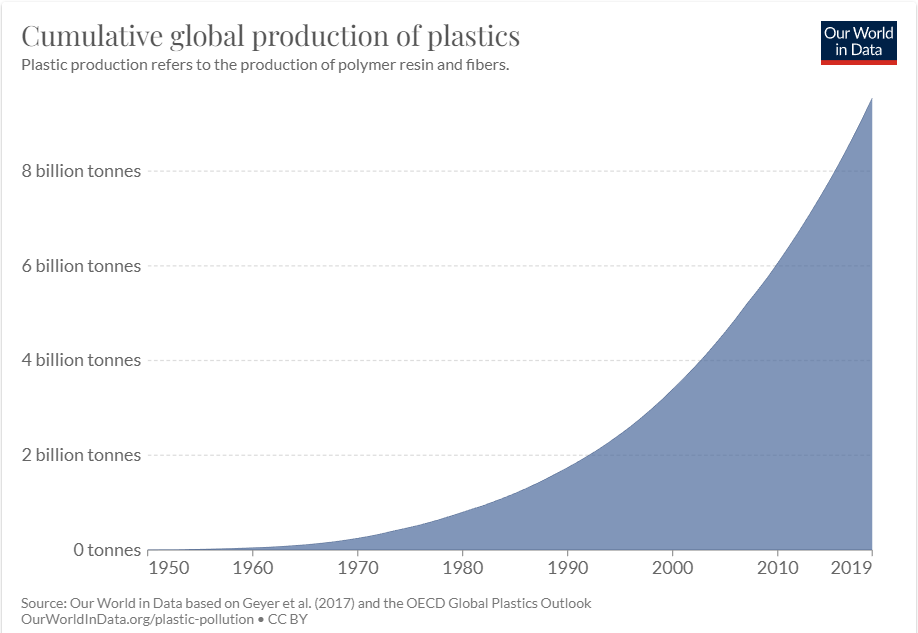 Cumulative global production of plastics
Our World
in Data
Plastic production refers to the production of polymer resin and fibers.
8 billion tonnes
6 billion tonnes
4 billion tonnes
2 billion tonnes
0 tonnes
1950 1960 1970 1980 1990 2000 2010 2019
Source: Our World in Data based on Geyer et al. (2017) and the OECD Global Plastics Outlook
OurWorldInData.org/plastic-pollution • CC BY